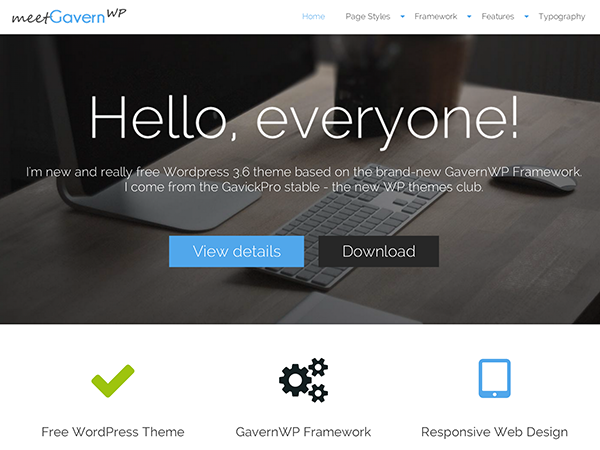 meetGavernWP
Home Page Styles Framework Features Typography
Hello, everyone!
I'm new and really free Wordpress 3.6 theme based on the brand-new GavernWP Framework.
I come from the GavickPro stable - the new WP themes club.
View details Download
Free WordPress Theme GavernWP Framework Responsive Web Design